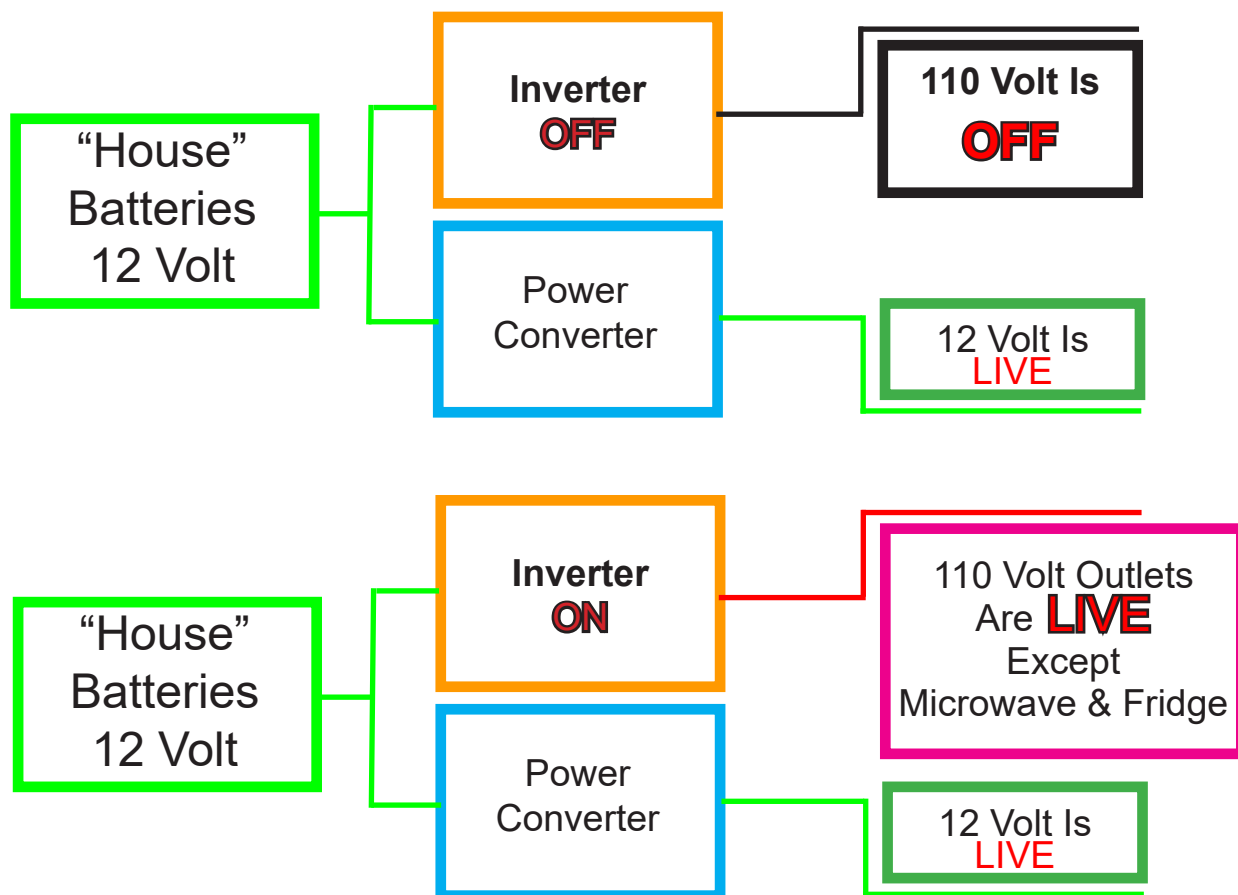 “House”
Batteries
12 Volt
Inverter
OFF
110 Volt Is
OFF
Power
Converter
12 Volt Is
LIVE
“House”
Batteries
12 Volt
Inverter
ON
110 Volt Outlets
Are LIVE
Except
Microwave & Fridge
Power
Converter
12 Volt Is
LIVE